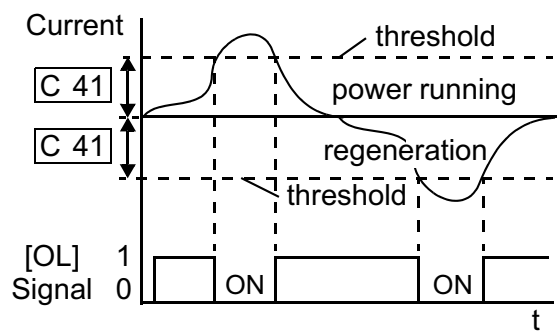 Current
threshold
C 41
power running
C 41
regeneration
threshold
[OL] 1
Signal 0
ON
ON
t